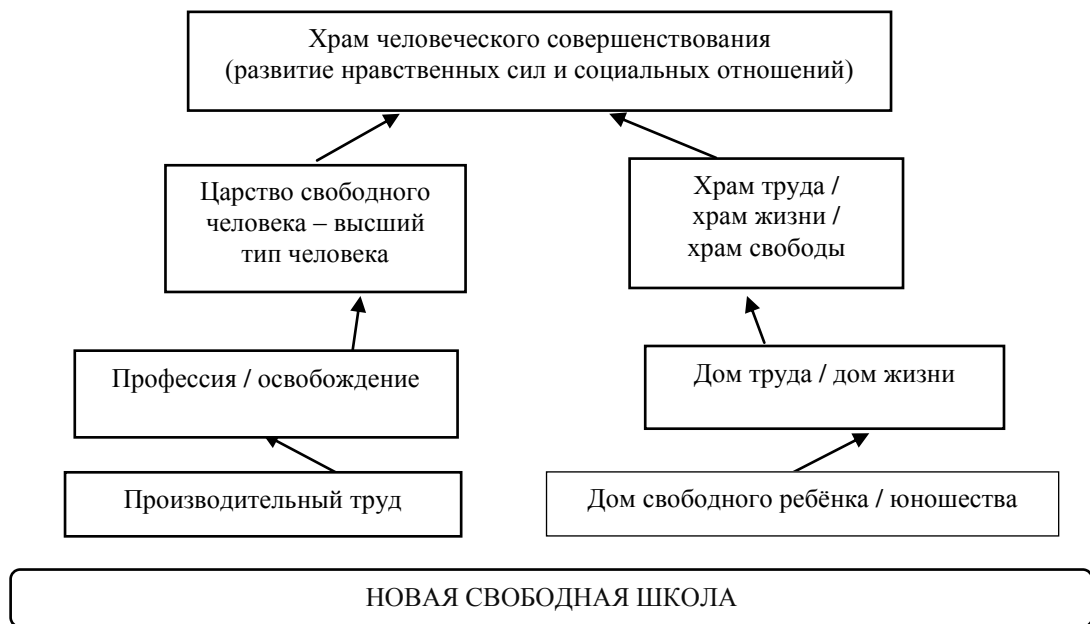 Храм человеческого совершенствования
(развитие нравственных сил и социальных отношений)
Царство свободного
человека – высший
тип человека
Храм труда /
храм жизни /
храм свободы
Профессия / освобождение
Дом труда / дом жизни
Производительный труд
Дом свободного ребёнка / юношества
НОВАЯ СВОБОДНАЯ ШКОЛА